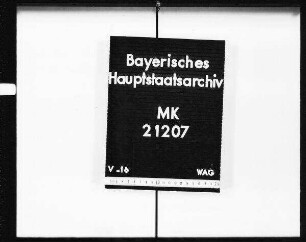 Bayerisches
Hauptstaatsarchiv
MK
21207
V-16 WAG